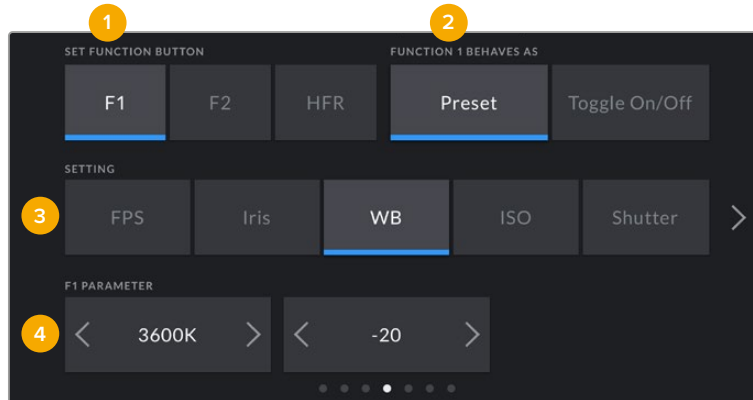 1 2
SET FUNCTION BUTTON FUNCTION 1 BEHAVES AS
F1 F2 HFR Preset Toggle On/Off
SETTING
3 FPS Iris WB ISO Shutter
F1 PARAMETER
4 3600K -20